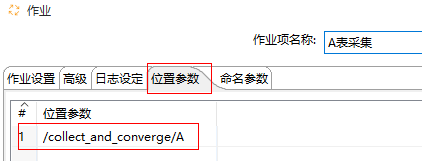 作业
作业项名称: A表采集
作业设置 高级 日志设定 位置参数 命名参数
# 位置参数
1 /collect_and_converge/A